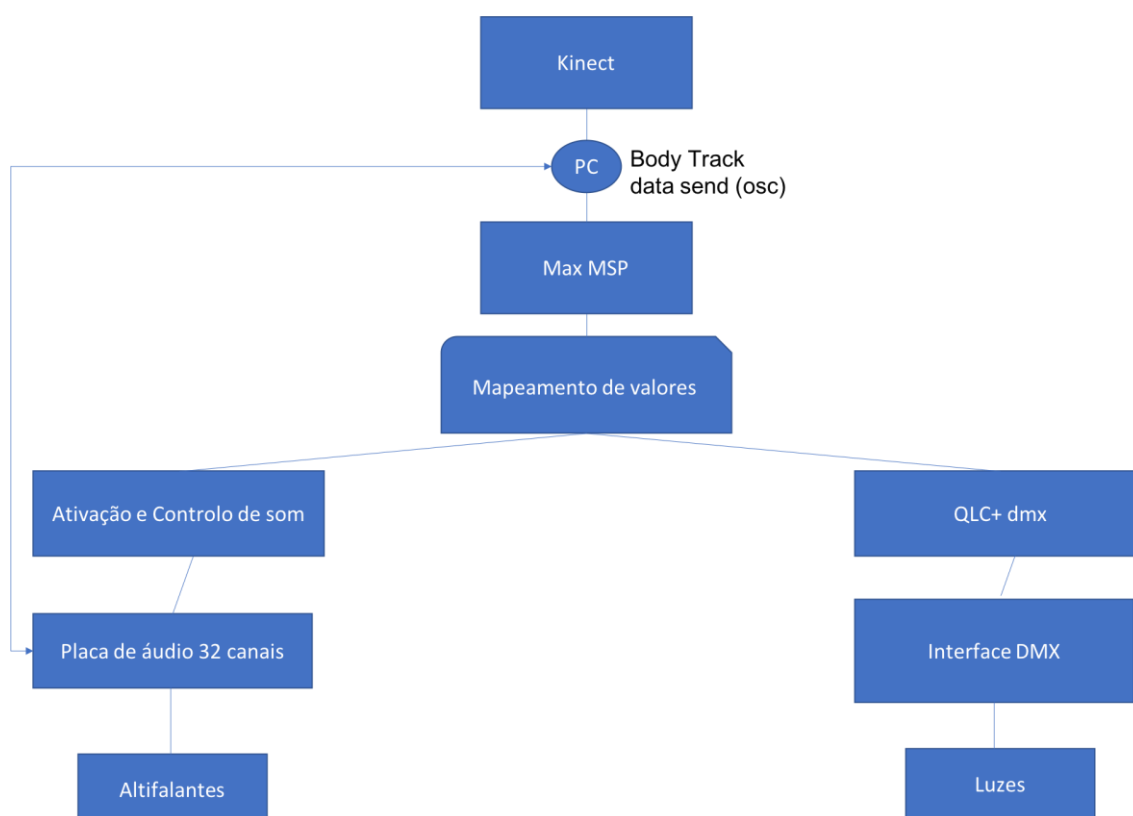 Kinect
PC
Body Track
data send (osc)
Max MSP
Mapeamento de valores
Ativação e Controlo de som
QLC+ dmx
Placa de áudio 32 canais
Interface DMX
Altifalantes
Luzes